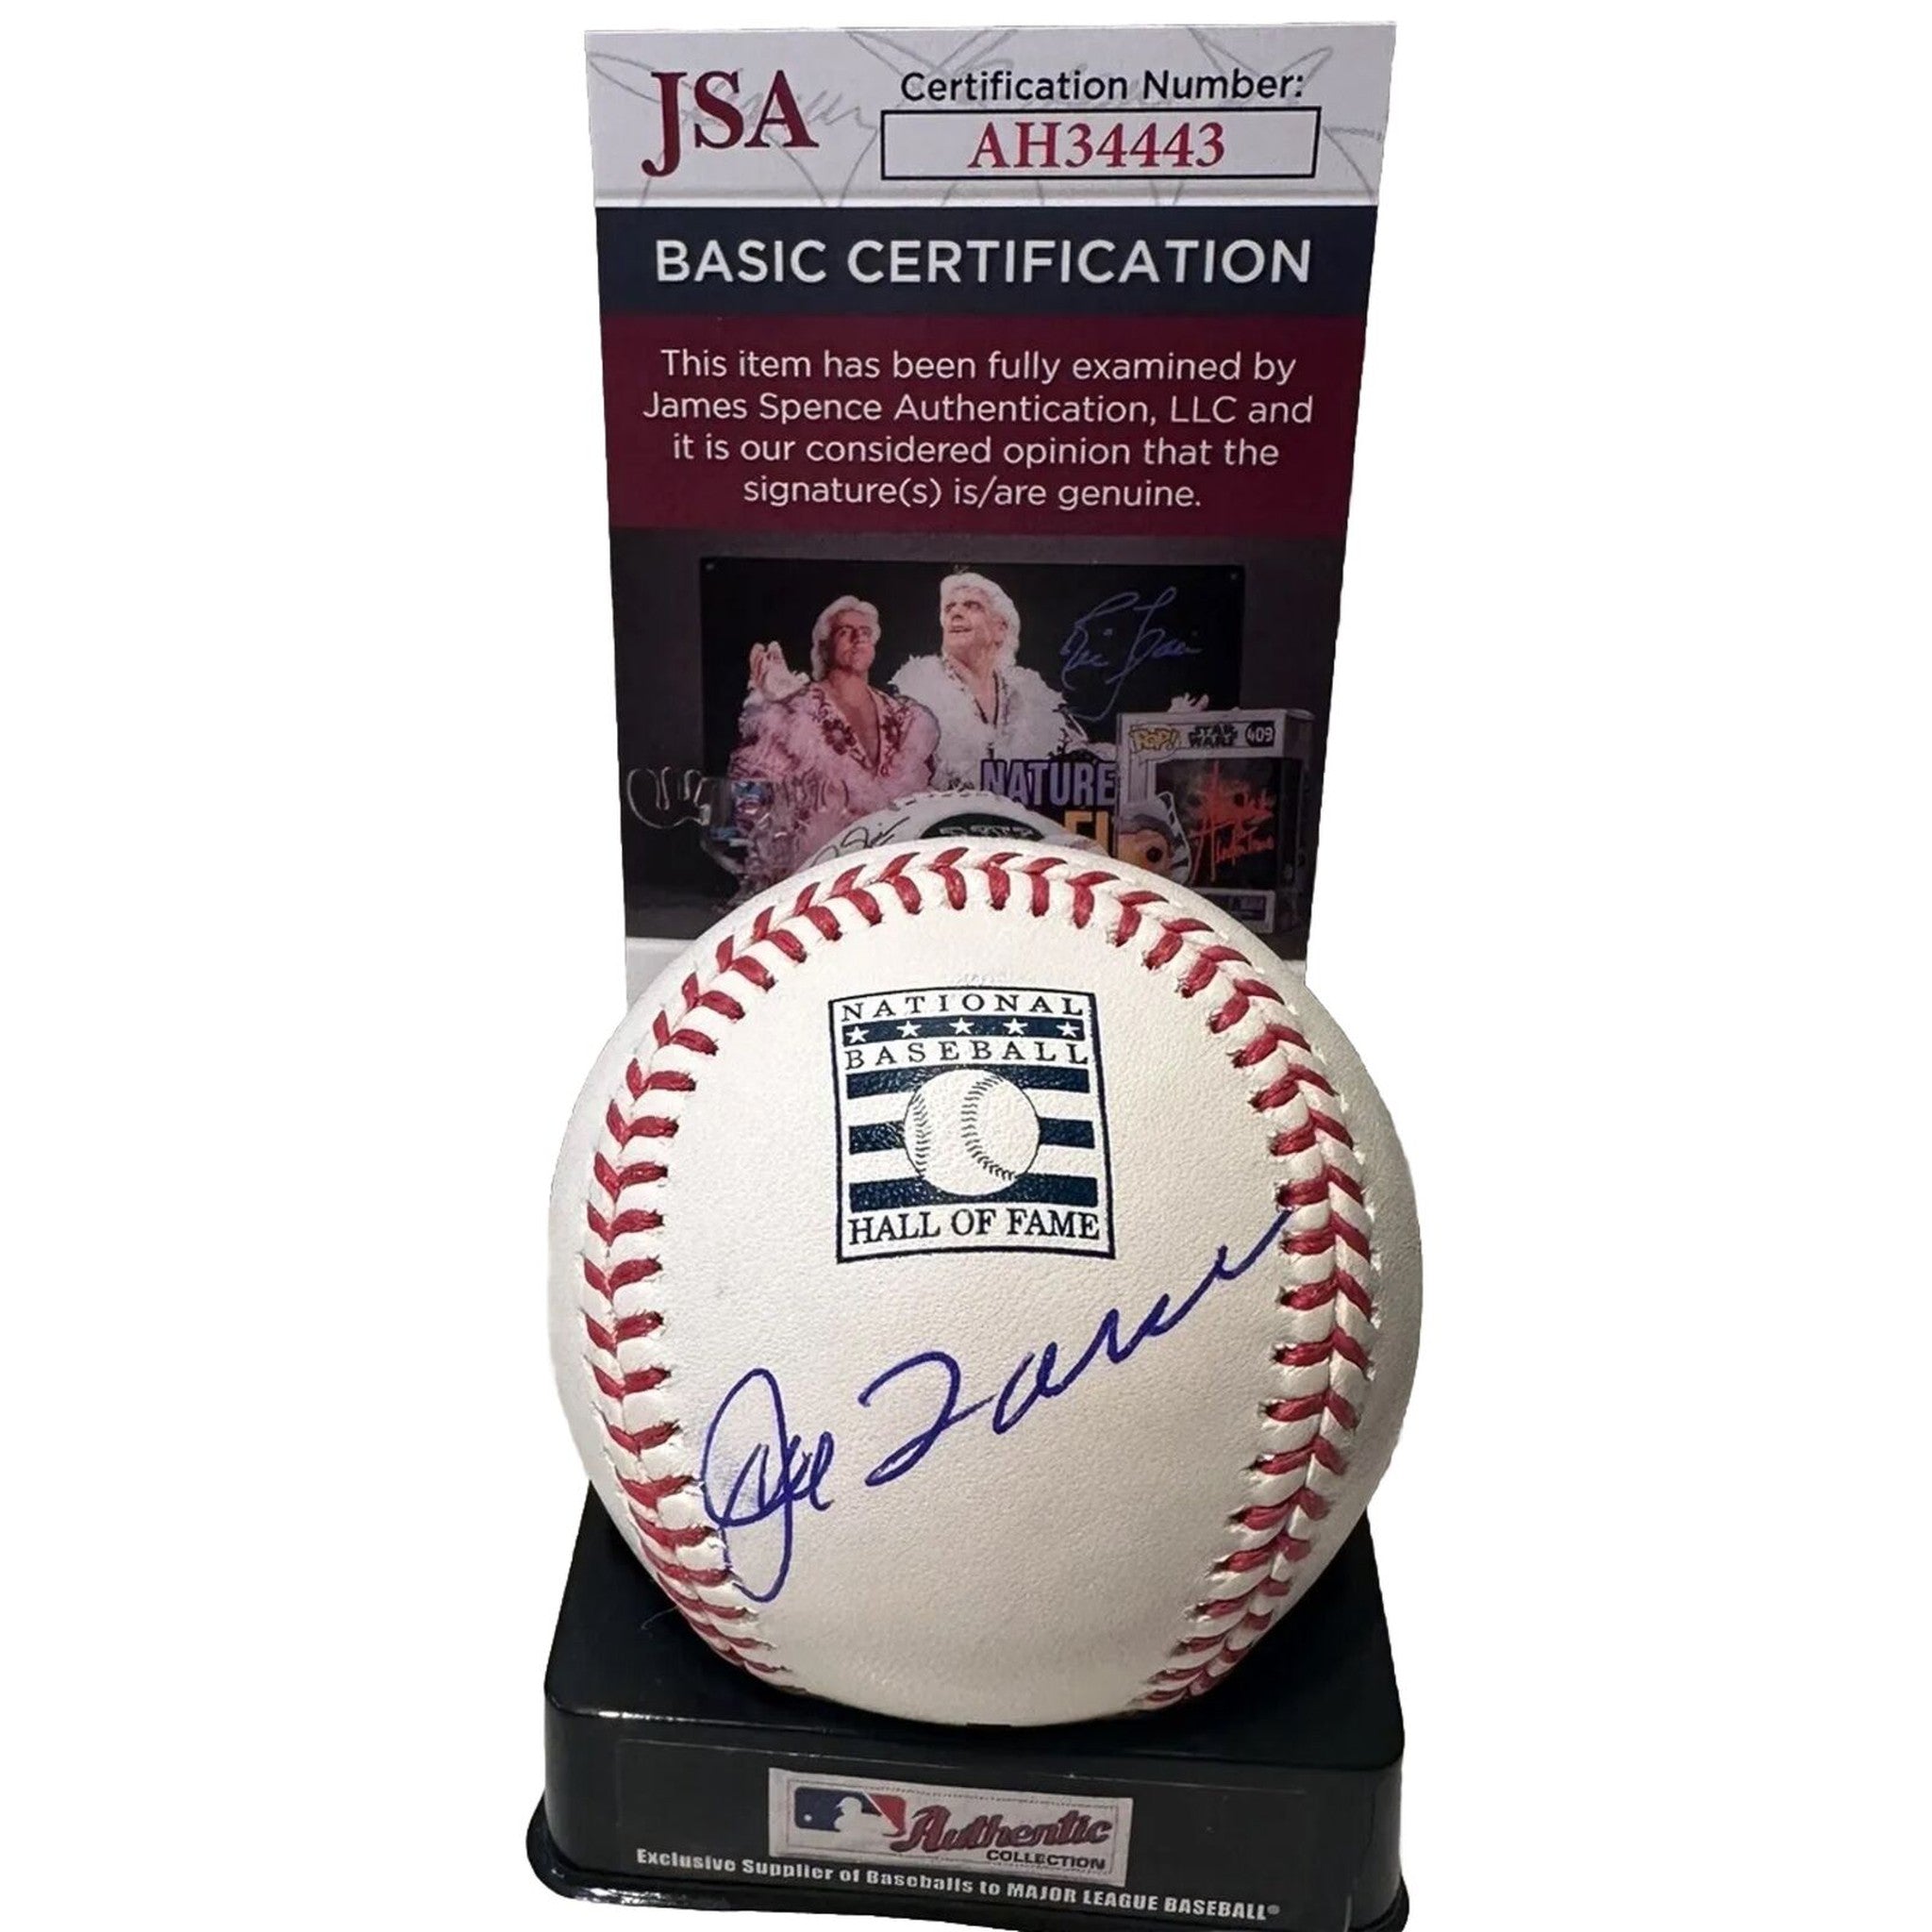 JSA
Certification Number:
AH34443
BASIC CERTIFICATION
This item has been fully examined by
James Spence Authentication, LLC and
it is our considered opinion that the
signature(s) is/are genuine.
NATURE
POP! STAR WARS 409
NATIONAL
BASEBALL
HALL OF FAME
Joe Torre
Authentic
COLLECTION
Exclusive Supplier of Baseballs to MAJOR LEAGUE BASEBALL®